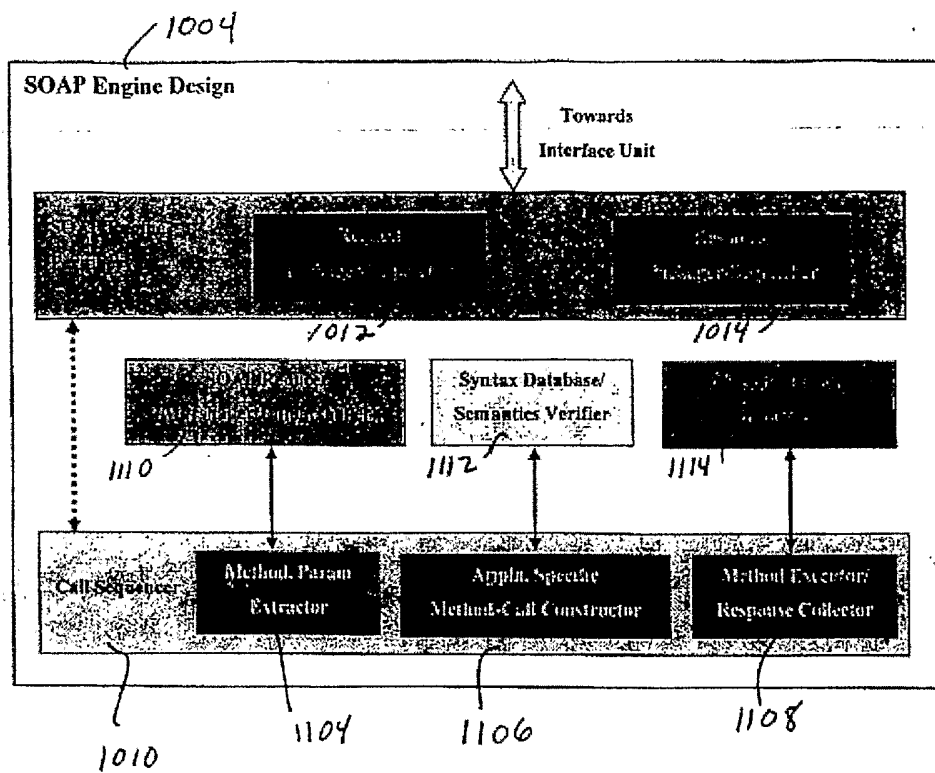 1004
SOAP Engine Design
Towards
Interface Unit
1012
1014
Syntax Database/
Semantics Verifier
1110
1112
1114
Call Sequencer
Method, Param
Extractor
Appln. Specific
Method-Call Constructor
Method Executor/
Response Collector
1104
1106
1108
1010